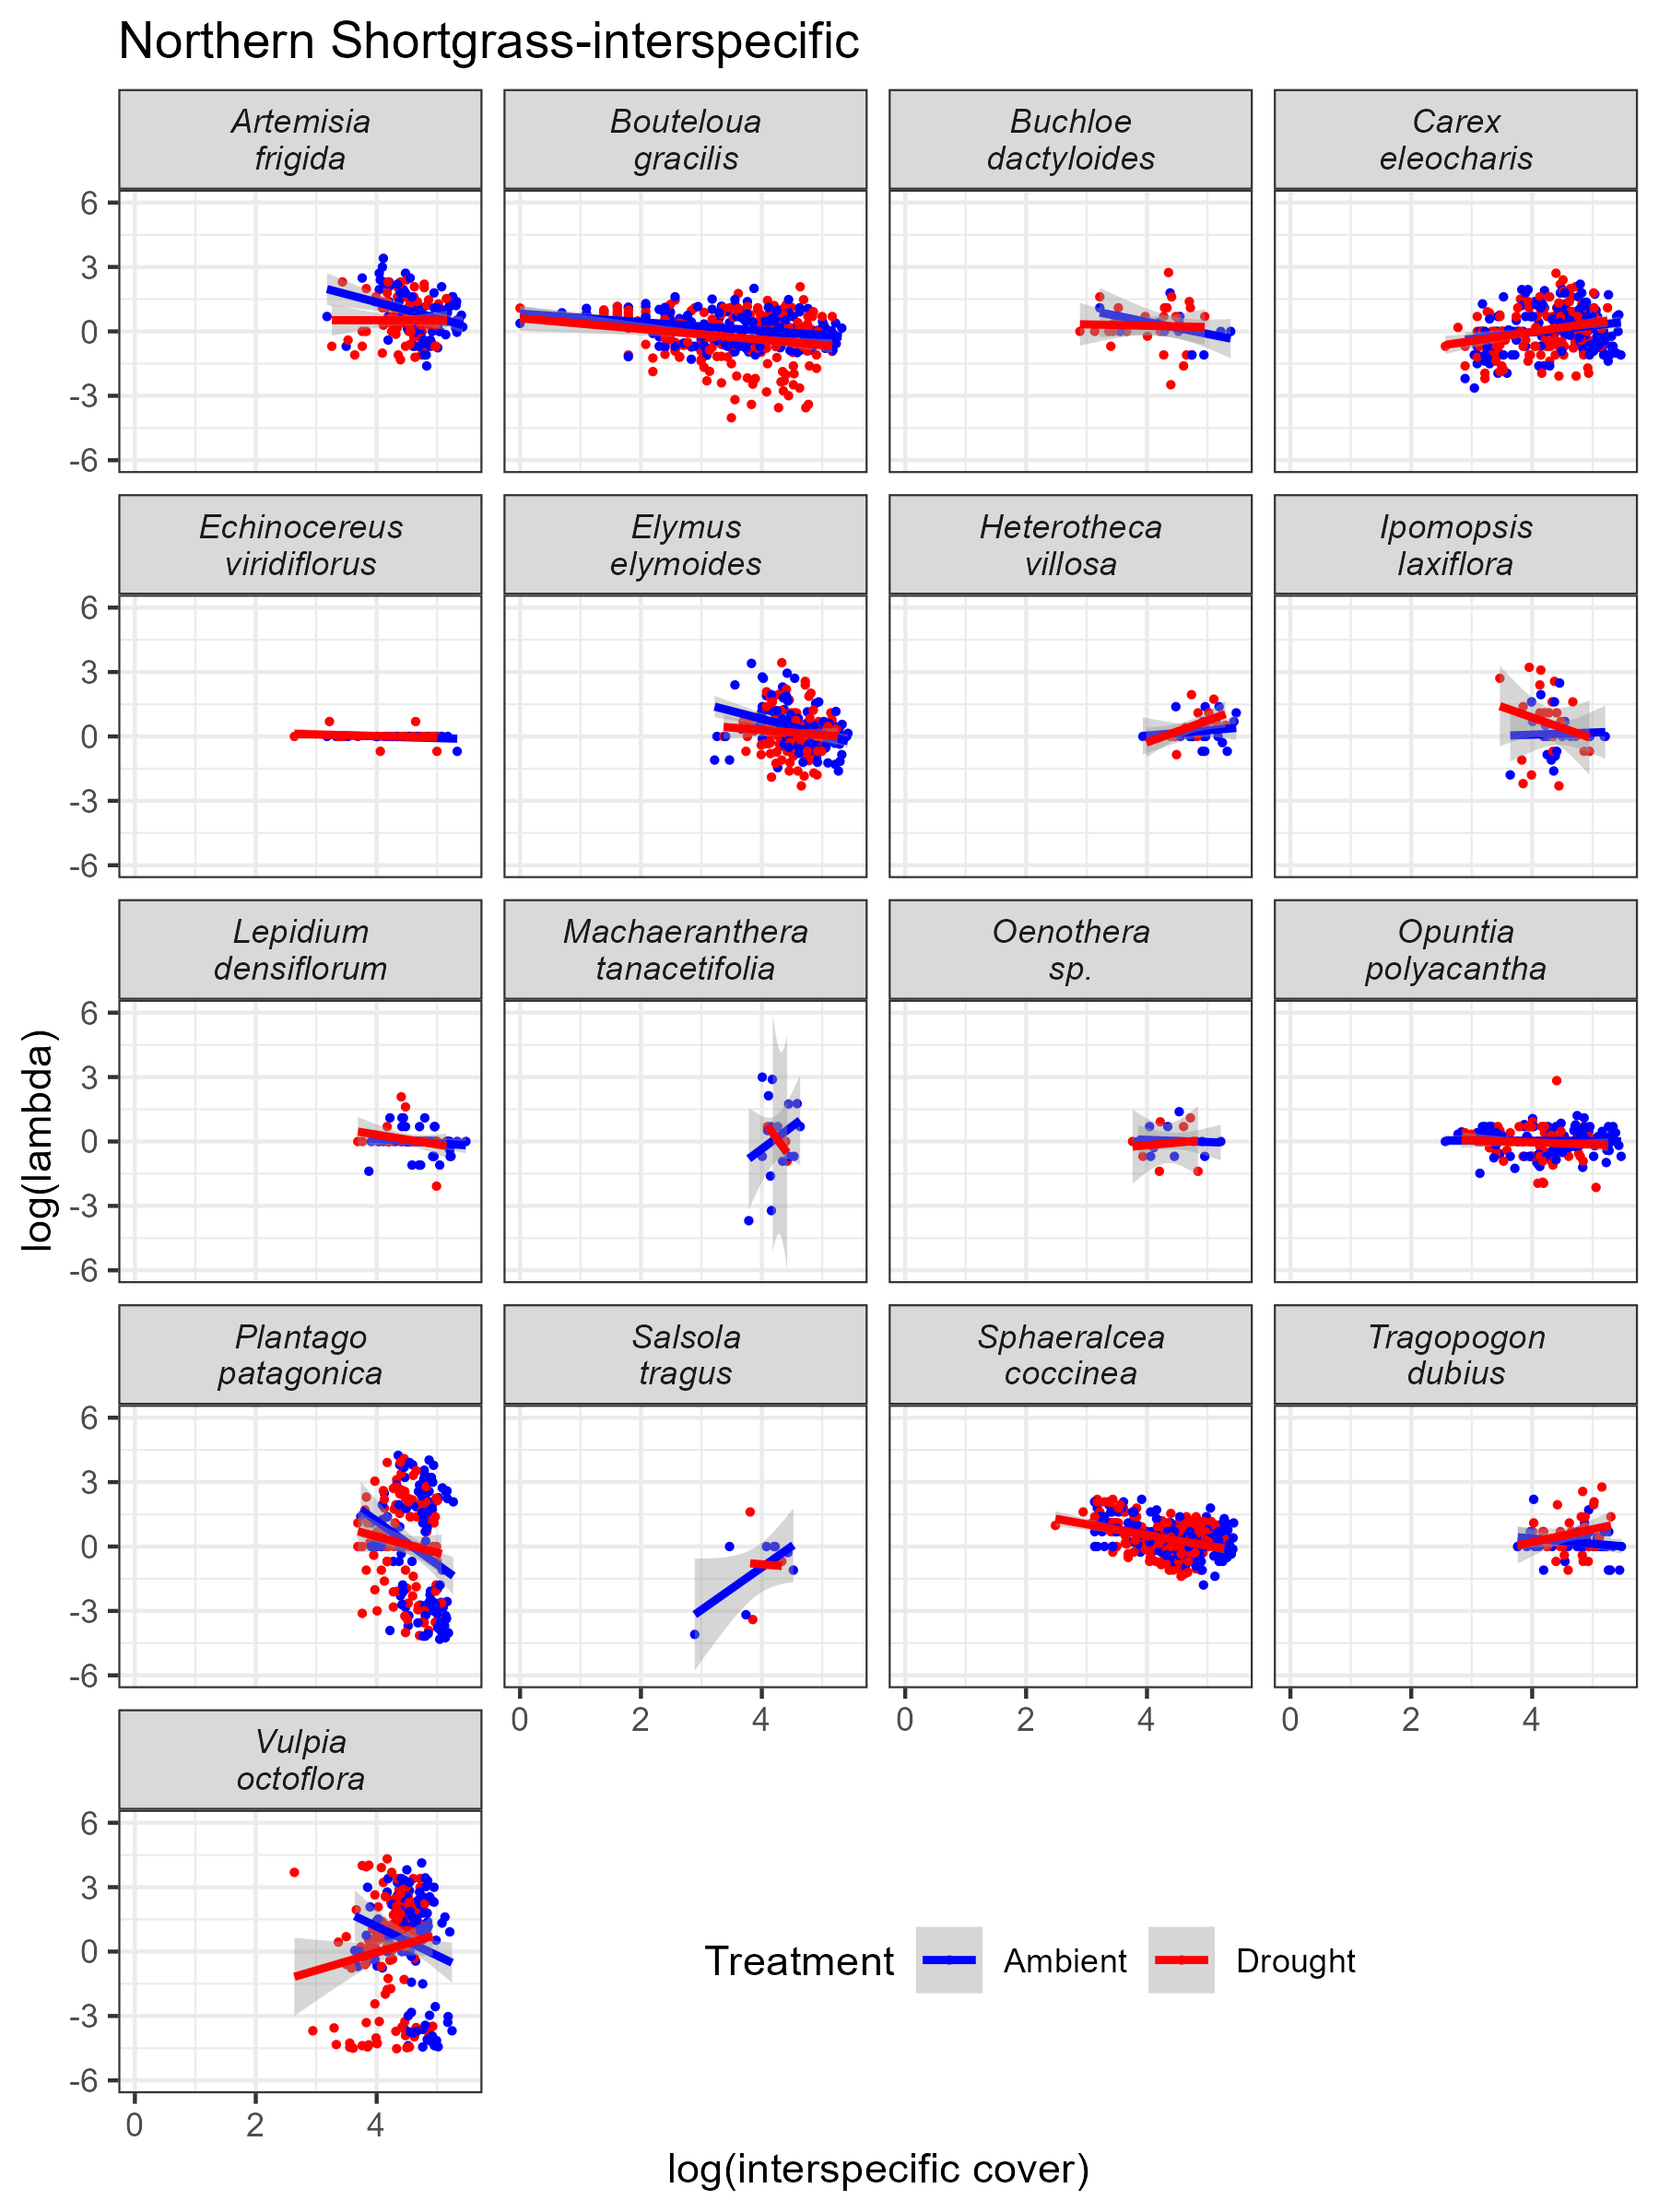 Northern Shortgrass-interspecific
Artemisia
frigida
Bouteloua
gracilis
Buchloe
dactyloides
Carex
eleocharis
6
3
0
-3
-6
Echinocereus
viridiflorus
Elymus
elymoides
Heterotheca
villosa
Ipomopsis
laxiflora
6
3
0
-3
-6
Lepidium
densiflorum
Machaeranthera
tanacetifolia
Oenothera
sp.
Opuntia
polyacantha
6
3
0
-3
-6
log(lambda)
Plantago
patagonica
Salsola
tragus
Sphaeralcea
coccinea
Tragopogon
dubius
6
3
0
-3
-6
0 2 4
0 2 4
0 2 4
Vulpia
octoflora
6
3
0
-3
-6
0 2 4
Treatment Ambient Drought
log(interspecific cover)